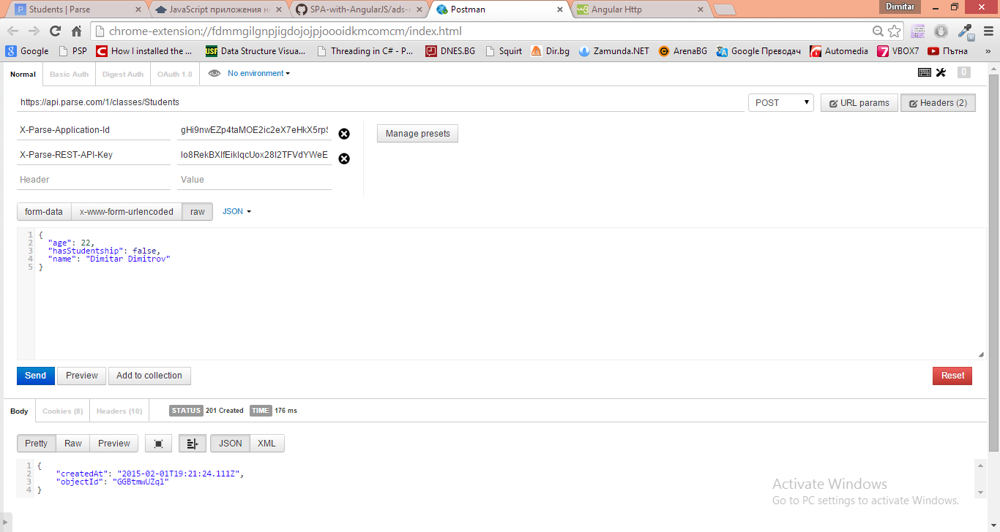 Students | Parse
JavaScript приложения н
SPA-with-AngularJS/ads-
Postman
Angular Http
Dimitar
chrome-extension://fdmmgilgnpjigdojojpjoooidkmcomcm/index.html
Google PSP How I installed the ... Data Structure Visua... Threading in C# - P... DNES.BG Squirt Dir.bg Zamunda.NET ArenaBG Google Преводач Automedia VBOX7 Пътна »
Normal Basic Auth Digest Auth OAuth 1.0 No environment 0
https://api.parse.com/1/classes/Students POST URL params Headers (2)
X-Parse-Application-Id gHi9nwEZp4taMOE2ic2eX7eHkX5rp Manage presets
X-Parse-REST-API-Key
Header Value
form-data x-www-form-urlencoded raw JSON
1 {
2 "age": 22,
3 "hasStudentship": false,
4 "name": "Dimitar Dimitrov"
5 }
Send Preview Add to collection Reset
Body Cookies (8) Headers (10) STATUS 201 Created TIME 176 ms
Pretty Raw Preview JSON XML
1 {
2 "createdAt": "2015-02-01T19:21:24.111Z",
3 "objectId": "GGBtmwUZql"
4 }
Activate Windows
Go to PC settings to activate Windows.